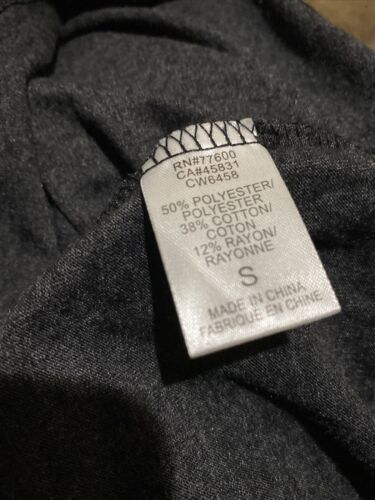 RN#77600
CA#45831
CW6458
50% POLYESTER/
POLYESTER
38% COTTON/
COTON
12% RAYON/
RAYONNE
S
MADE IN CHINA
FABRIQUE EN CHINE